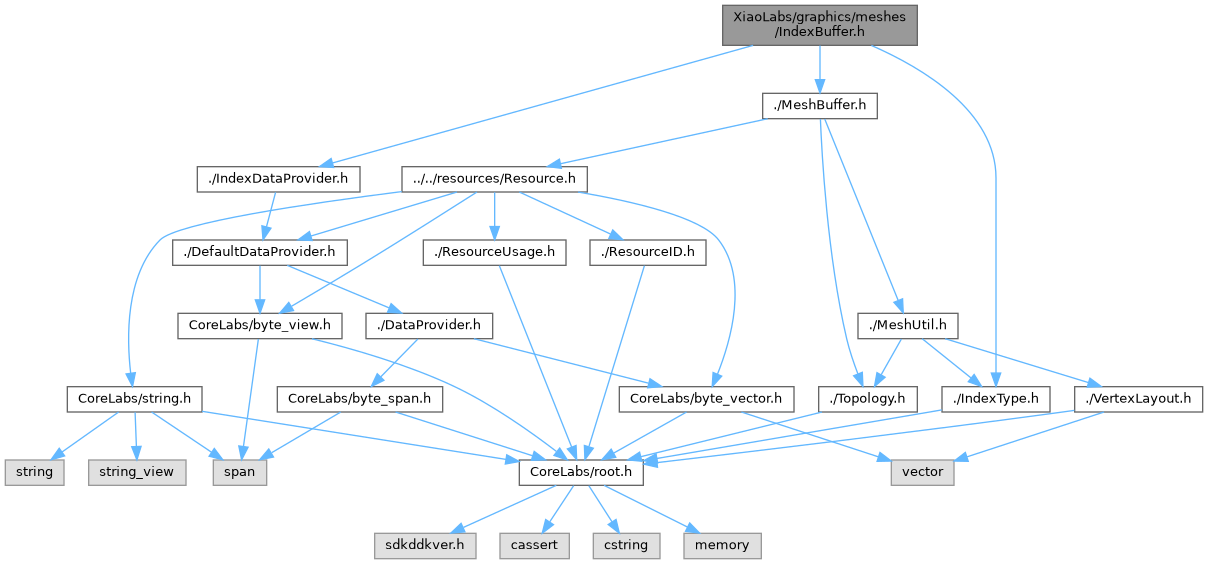 XiaoLabs/graphics/meshes
/IndexBuffer.h
./MeshBuffer.h
./IndexDataProvider.h
../../resources/Resource.h
./DefaultDataProvider.h
./ResourceUsage.h
./ResourceID.h
CoreLabs/byte_view.h
./DataProvider.h
./MeshUtil.h
CoreLabs/string.h
CoreLabs/byte_span.h
CoreLabs/byte_vector.h
./Topology.h
./IndexType.h
./VertexLayout.h
string
string_view
span
CoreLabs/root.h
vector
sdkddkver.h
cassert
cstring
memory